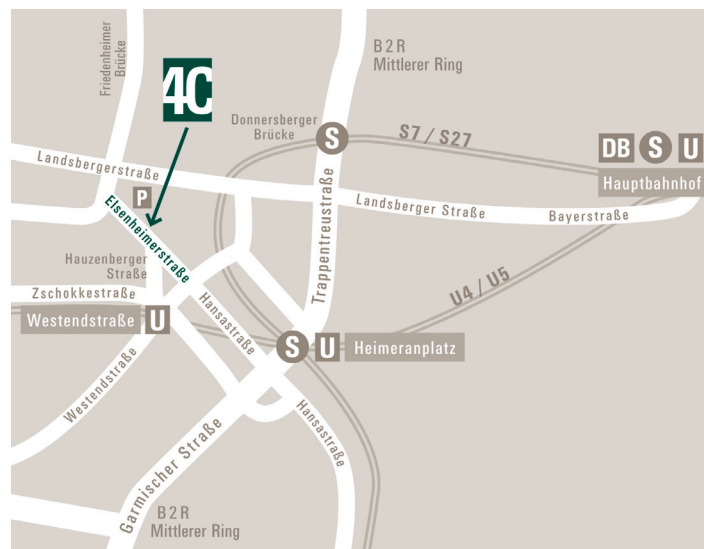 B2R
Mittlerer Ring
Friedenheimer
Brücke
4C
Donnersberger
Brücke
S
S7 / S27
DB S U
Hauptbahnhof
Landsbergerstraße
P
Landsberger Straße
Bayerstraße
Elsenheimerstraße
Trappentreustraße
Hauzenberger
Straße
Zschokkestraße
U4 / U5
Hansastraße
Westendstraße U
S U Heimeranplatz
Westendstraße
Hansastraße
Garmischer Straße
B2R
Mittlerer Ring